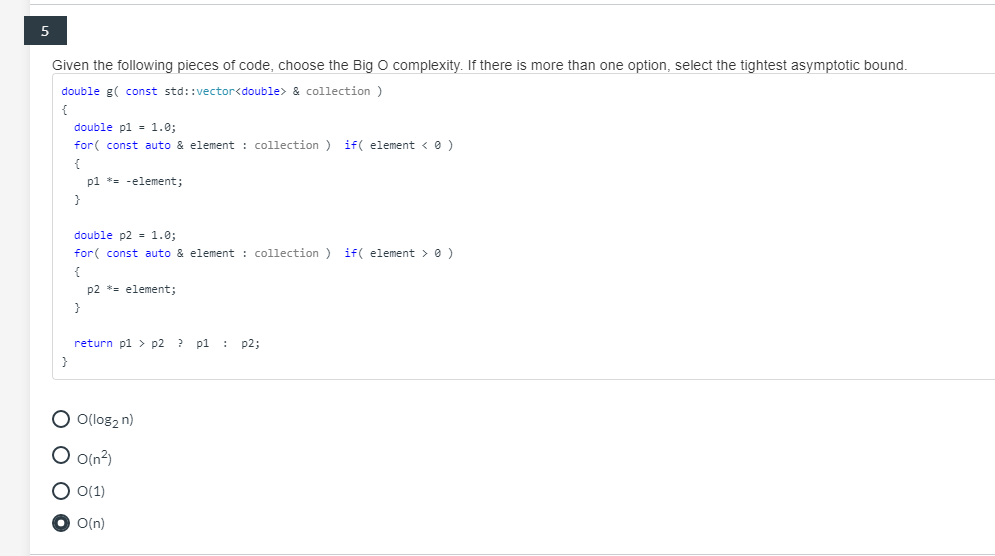 5
Given the following pieces of code, choose the Big O complexity. If there is more than one option, select the tightest asymptotic bound.
double g( const std::vector<double> & collection )
{
double p1 = 1.0;
for( const auto & element : collection ) if( element < 0 )
{
p1 *= -element;
}
double p2 = 1.0;
for( const auto & element : collection ) if( element > 0 )
{
p2 *= element;
}
return p1 > p2 ? p1 : p2;
}
O(log₂ n)
O(n²)
O(1)
O(n)